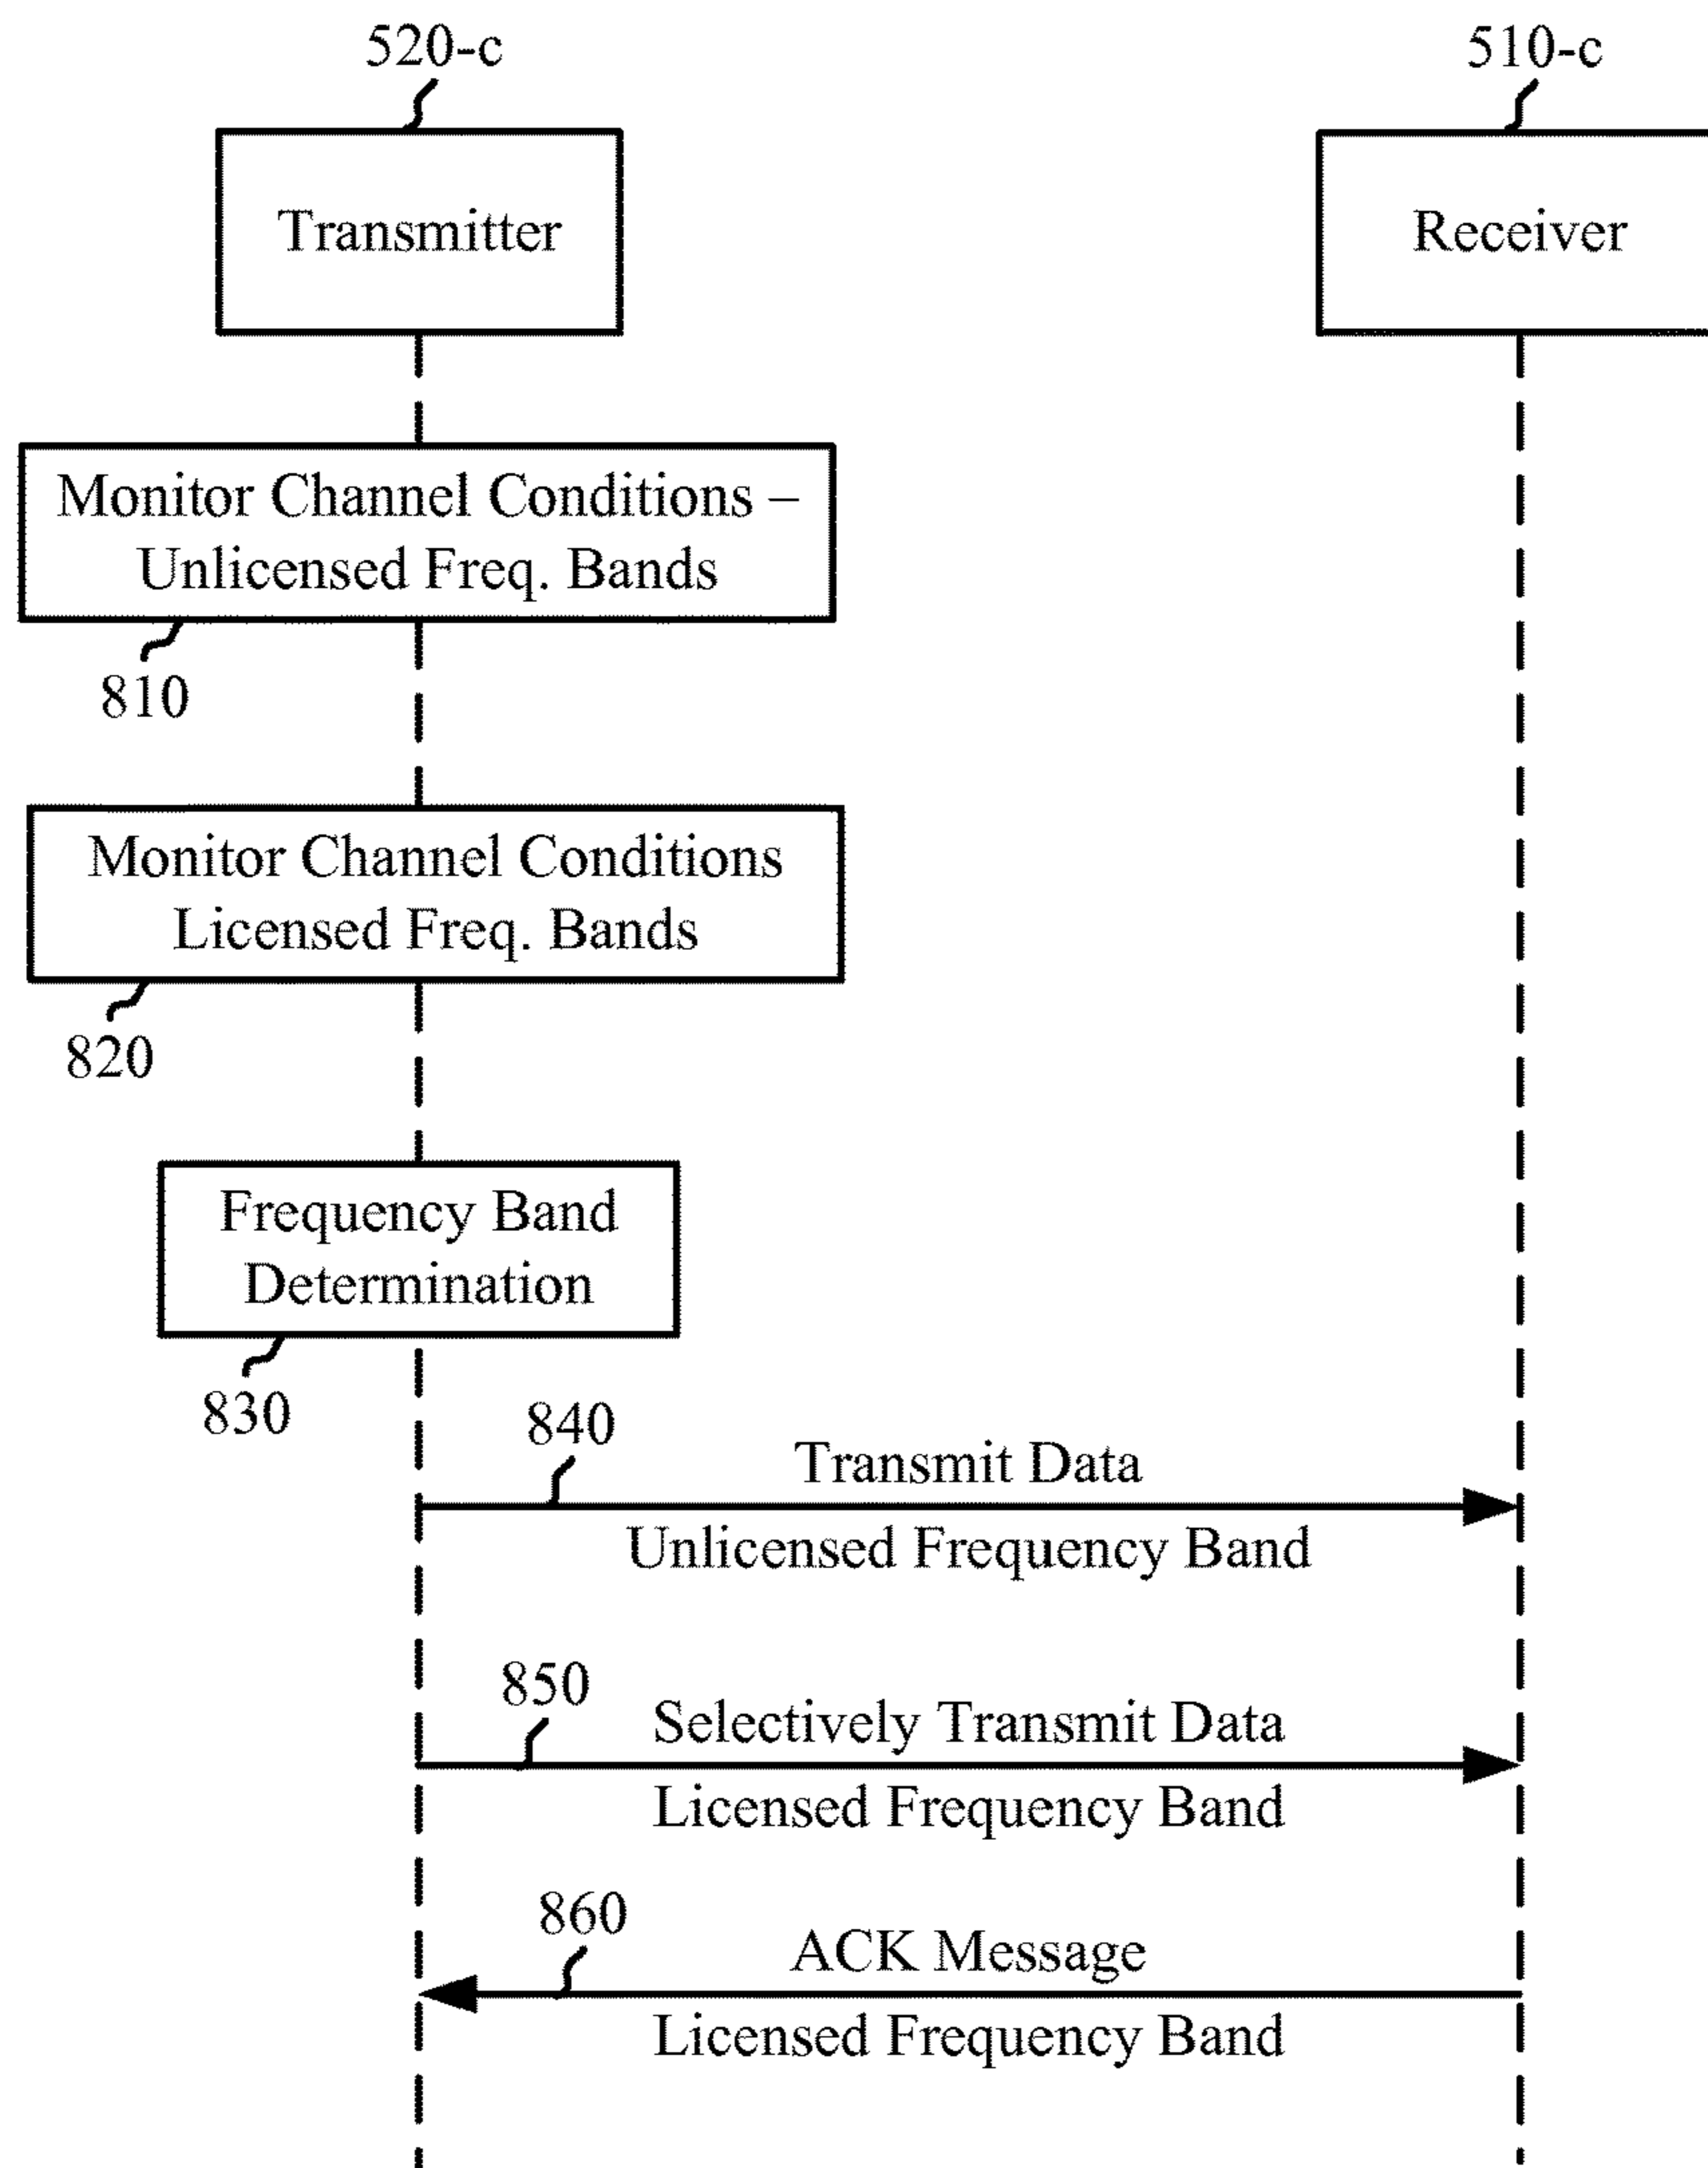 520-c
510-c
Transmitter
Receiver
Monitor Channel Conditions –
Unlicensed Freq. Bands
810
Monitor Channel Conditions
Licensed Freq. Bands
820
Frequency Band
Determination
830
840
Transmit Data
Unlicensed Frequency Band
850
Selectively Transmit Data
Licensed Frequency Band
860
ACK Message
Licensed Frequency Band